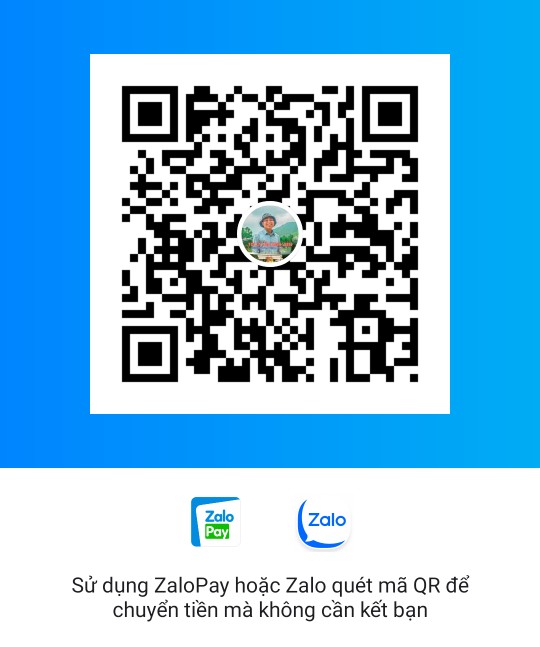 Zalo
Pay
Zalo
Sử dụng ZaloPay hoặc Zalo quét mã QR để
chuyển tiền mà không cần kết bạn